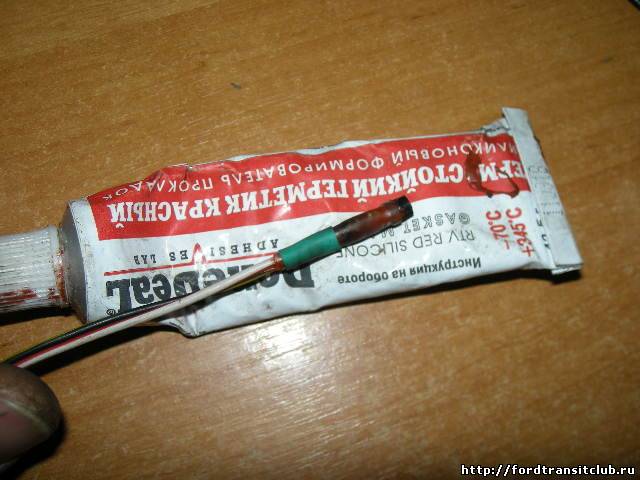 DoneDeaL®
ADHESIVES LAB
ТЕРМОСТОЙКИЙ ГЕРМЕТИК КРАСНЫЙ
СИЛИКОНОВЫЙ ФОРМИРОВАТЕЛЬ ПРОКЛАДОК
RTV RED SILICONE
GASKET
-70°C
+345°C
Инструкция на обороте
http://fordtransitclub.ru